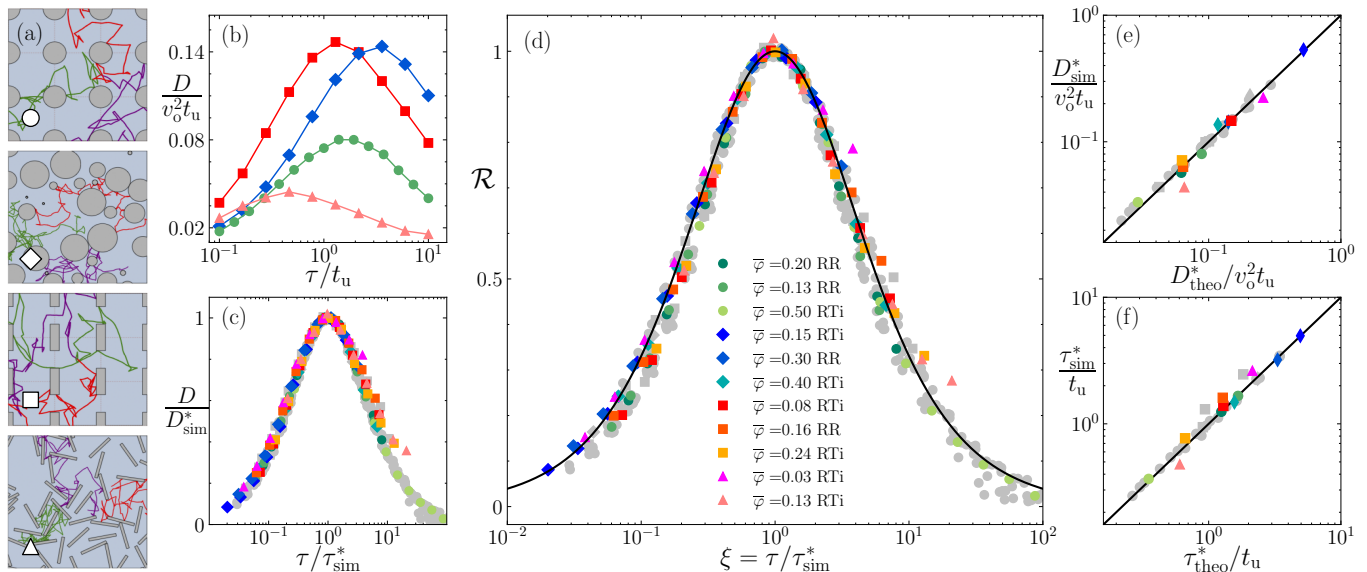 (a)
(b)
D
v_o^2 t_u
0.14
0.08
0.02
10^−1
10^0
10^1
τ/t_u
(c)
D
D*_sim
1
0
10^−1
10^0
10^1
τ/τ*_sim
(d)
R
1
0.5
0
φ̄ =0.20 RR
φ̄ =0.13 RR
φ̄ =0.50 RTi
φ̄ =0.15 RTi
φ̄ =0.30 RR
φ̄ =0.40 RTi
φ̄ =0.08 RTi
φ̄ =0.16 RR
φ̄ =0.24 RTi
φ̄ =0.03 RTi
φ̄ =0.13 RTi
10^−2
10^−1
10^0
10^1
10^2
ξ = τ/τ*_sim
(e)
D*_sim
v_o^2 t_u
10^0
10^−1
10^−1
10^0
D*_theo/v_o^2 t_u
(f)
τ*_sim
t_u
10^1
10^0
10^0
10^1
τ*_theo/t_u